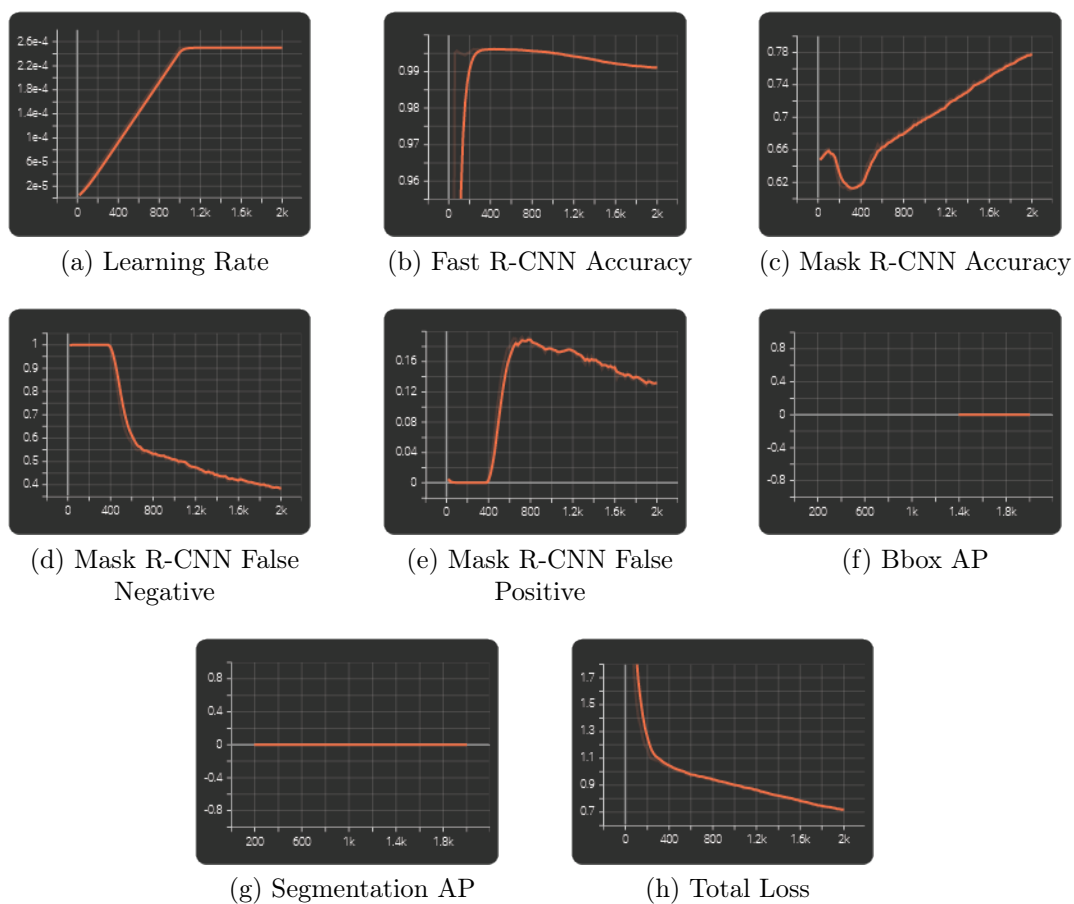 2.6e-4
2.2e-4
1.8e-4
1.4e-4
1e-4
6e-5
2e-5
0 400 800 1.2k 1.6k 2k
(a) Learning Rate
0.99
0.98
0.97
0.96
0 400 800 1.2k 1.6k 2k
(b) Fast R-CNN Accuracy
0.78
0.74
0.7
0.66
0.62
0 400 800 1.2k 1.6k 2k
(c) Mask R-CNN Accuracy
1
0.9
0.8
0.7
0.6
0.5
0.4
0 400 800 1.2k 1.6k 2k
(d) Mask R-CNN False
Negative
0.16
0.12
0.08
0.04
0
0 400 800 1.2k 1.6k 2k
(e) Mask R-CNN False
Positive
0.8
0.4
0
-0.4
-0.8
200 600 1k 1.4k 1.8k
(f) Bbox AP
0.8
0.4
0
-0.4
-0.8
200 600 1k 1.4k 1.8k
(g) Segmentation AP
1.7
1.5
1.3
1.1
0.9
0.7
0 400 800 1.2k 1.6k 2k
(h) Total Loss